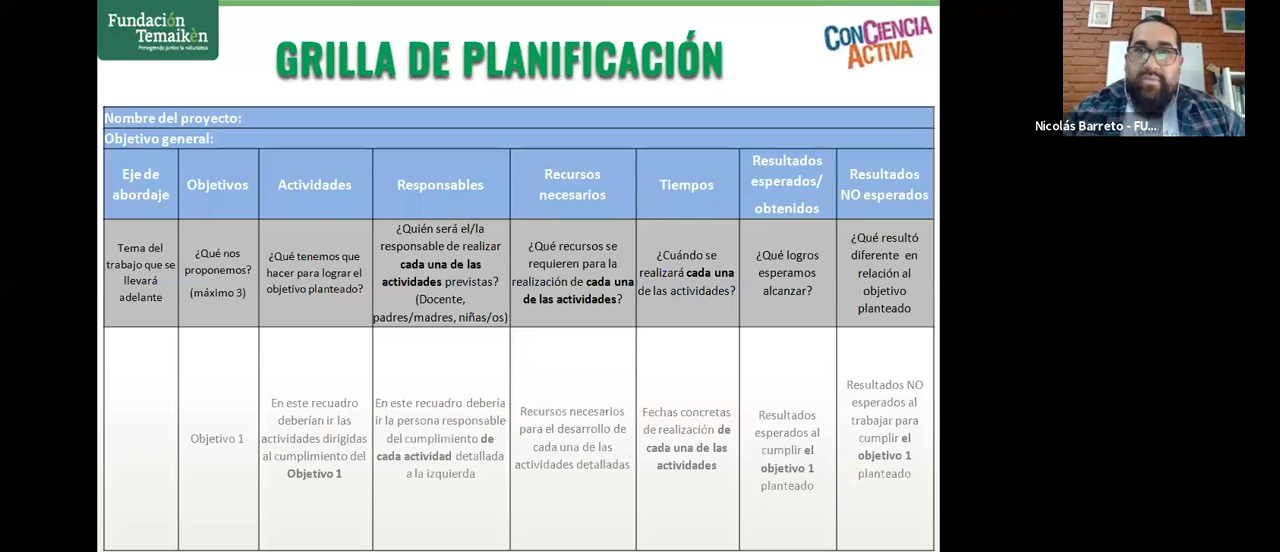 Fundación
Temaikèn
Protegiendo juntos la naturaleza
GRILLA DE PLANIFICACIÓN
CONCIENCIA
ACTIVA
Nicolás Barreto - FU...
Nombre del proyecto:
Objetivo general:
Eje de
abordaje
Objetivos
Actividades
Responsables
Recursos
necesarios
Tiempos
Resultados
esperados/
obtenidos
Resultados
NO esperados
Tema del
trabajo que se
llevará
adelante
¿Qué nos
proponemos?
(máximo 3)
¿Qué tenemos que
hacer para lograr el
objetivo planteado?
¿Quién será el/la
responsable de realizar
cada una de las
actividades previstas?
(Docente,
padres/madres, niñas/os)
¿Qué recursos se
requieren para la
realización de cada una
de las actividades?
¿Cuándo se
realizará cada una
de las actividades?
¿Qué logros
esperamos
alcanzar?
¿Qué resultó
diferente en
relación al
objetivo
planteado
Objetivo 1
En este recuadro
deberían ir las
actividades dirigidas
al cumplimiento del
Objetivo 1
En este recuadro debería
ir la persona responsable
del cumplimiento de
cada actividad detallada
a la izquierda
Recursos necesarios
para el desarrollo de
cada una de las
actividades detalladas
Fechas concretas
de realización de
cada una de las
actividades
Resultados
esperados al
cumplir el
objetivo 1
planteado
Resultados NO
esperados al
trabajar para
cumplir el
objetivo 1
planteado